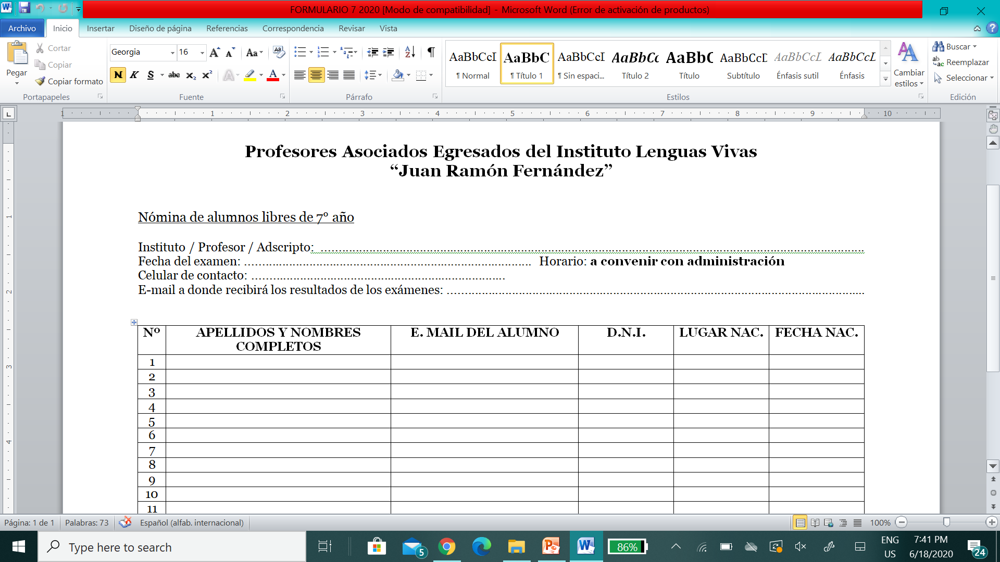 FORMULARIO 7 2020 [Modo de compatibilidad] - Microsoft Word (Error de activación de productos)
Archivo Inicio Insertar Diseño de página Referencias Correspondencia Revisar Vista
Pegar
Cortar
Copiar
Copiar formato
Portapapeles
Georgia 16
Fuente
Párrafo
AaBbCcI AaBbC AaBbCcI AaBbCc AaBbC AaBbCcD AaBbCcL AaBbCcL
¶ Normal ¶ Título 1 ¶ Sin espaci... Título 2 Título Subtítulo Énfasis sutil Énfasis
Estilos
Cambiar estilos
Buscar
Reemplazar
Seleccionar
Edición
1 1 2 3 4 5 6 7 8 9 10
Profesores Asociados Egresados del Instituto Lenguas Vivas
“Juan Ramón Fernández”
Nómina de alumnos libres de 7º año
Instituto / Profesor / Adscripto: ........................................................................
Fecha del examen: ............................................ Horario: a convenir con administración
Celular de contacto: ............................................
E-mail a donde recibirá los resultados de los exámenes: ............................................
Nº APELLIDOS Y NOMBRES COMPLETOS E. MAIL DEL ALUMNO D.N.I. LUGAR NAC. FECHA NAC.
1
2
3
4
5
6
7
8
9
10
11
Página: 1 de 1 Palabras: 73 Español (alfab. internacional) 100%
Type here to search 5 86% ENG US 7:41 PM 6/18/2020 24